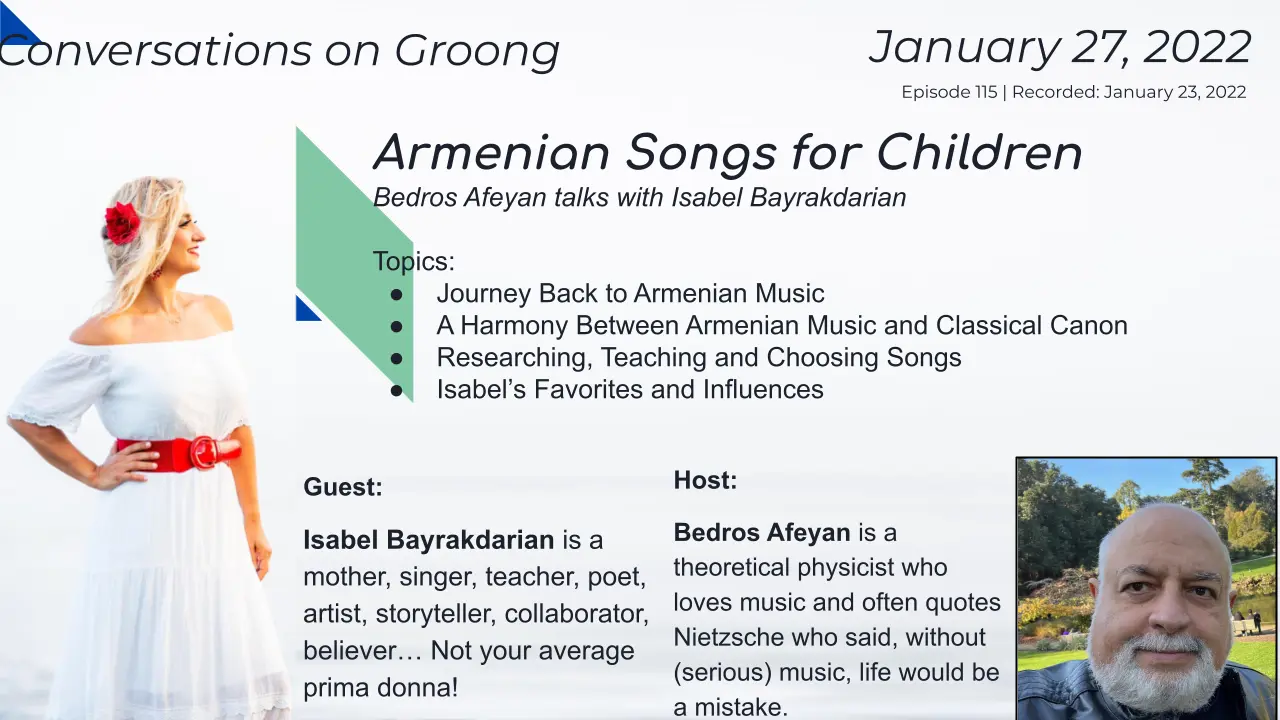 Conversations on Groong
January 27, 2022
Episode 115 | Recorded: January 23, 2022
Armenian Songs for Children
Bedros Afeyan talks with Isabel Bayrakdarian
Topics:
● Journey Back to Armenian Music
● A Harmony Between Armenian Music and Classical Canon
● Researching, Teaching and Choosing Songs
● Isabel’s Favorites and Influences
Guest:
Isabel Bayrakdarian is a
mother, singer, teacher, poet,
artist, storyteller, collaborator,
believer… Not your average
prima donna!
Host:
Bedros Afeyan is a
theoretical physicist who
loves music and often quotes
Nietzsche who said, without
(serious) music, life would be
a mistake.